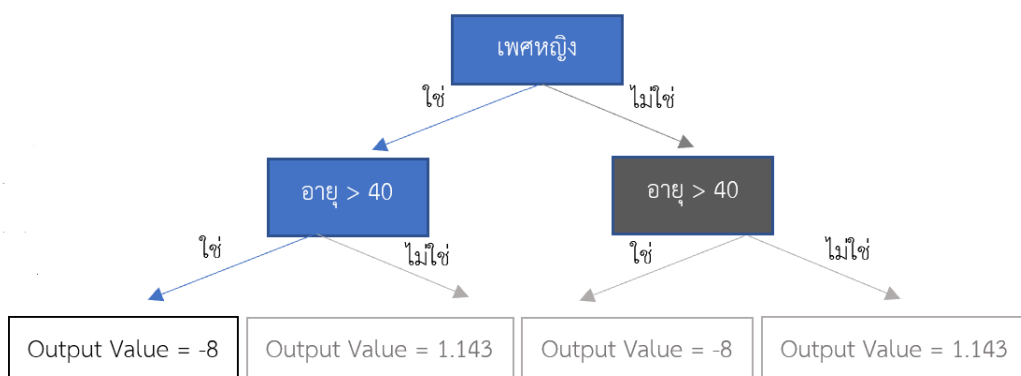 เพศหญิง
ใช่
ไม่ใช่
อายุ > 40
อายุ > 40
ใช่
ไม่ใช่
ใช่
ไม่ใช่
Output Value = -8
Output Value = 1.143
Output Value = -8
Output Value = 1.143